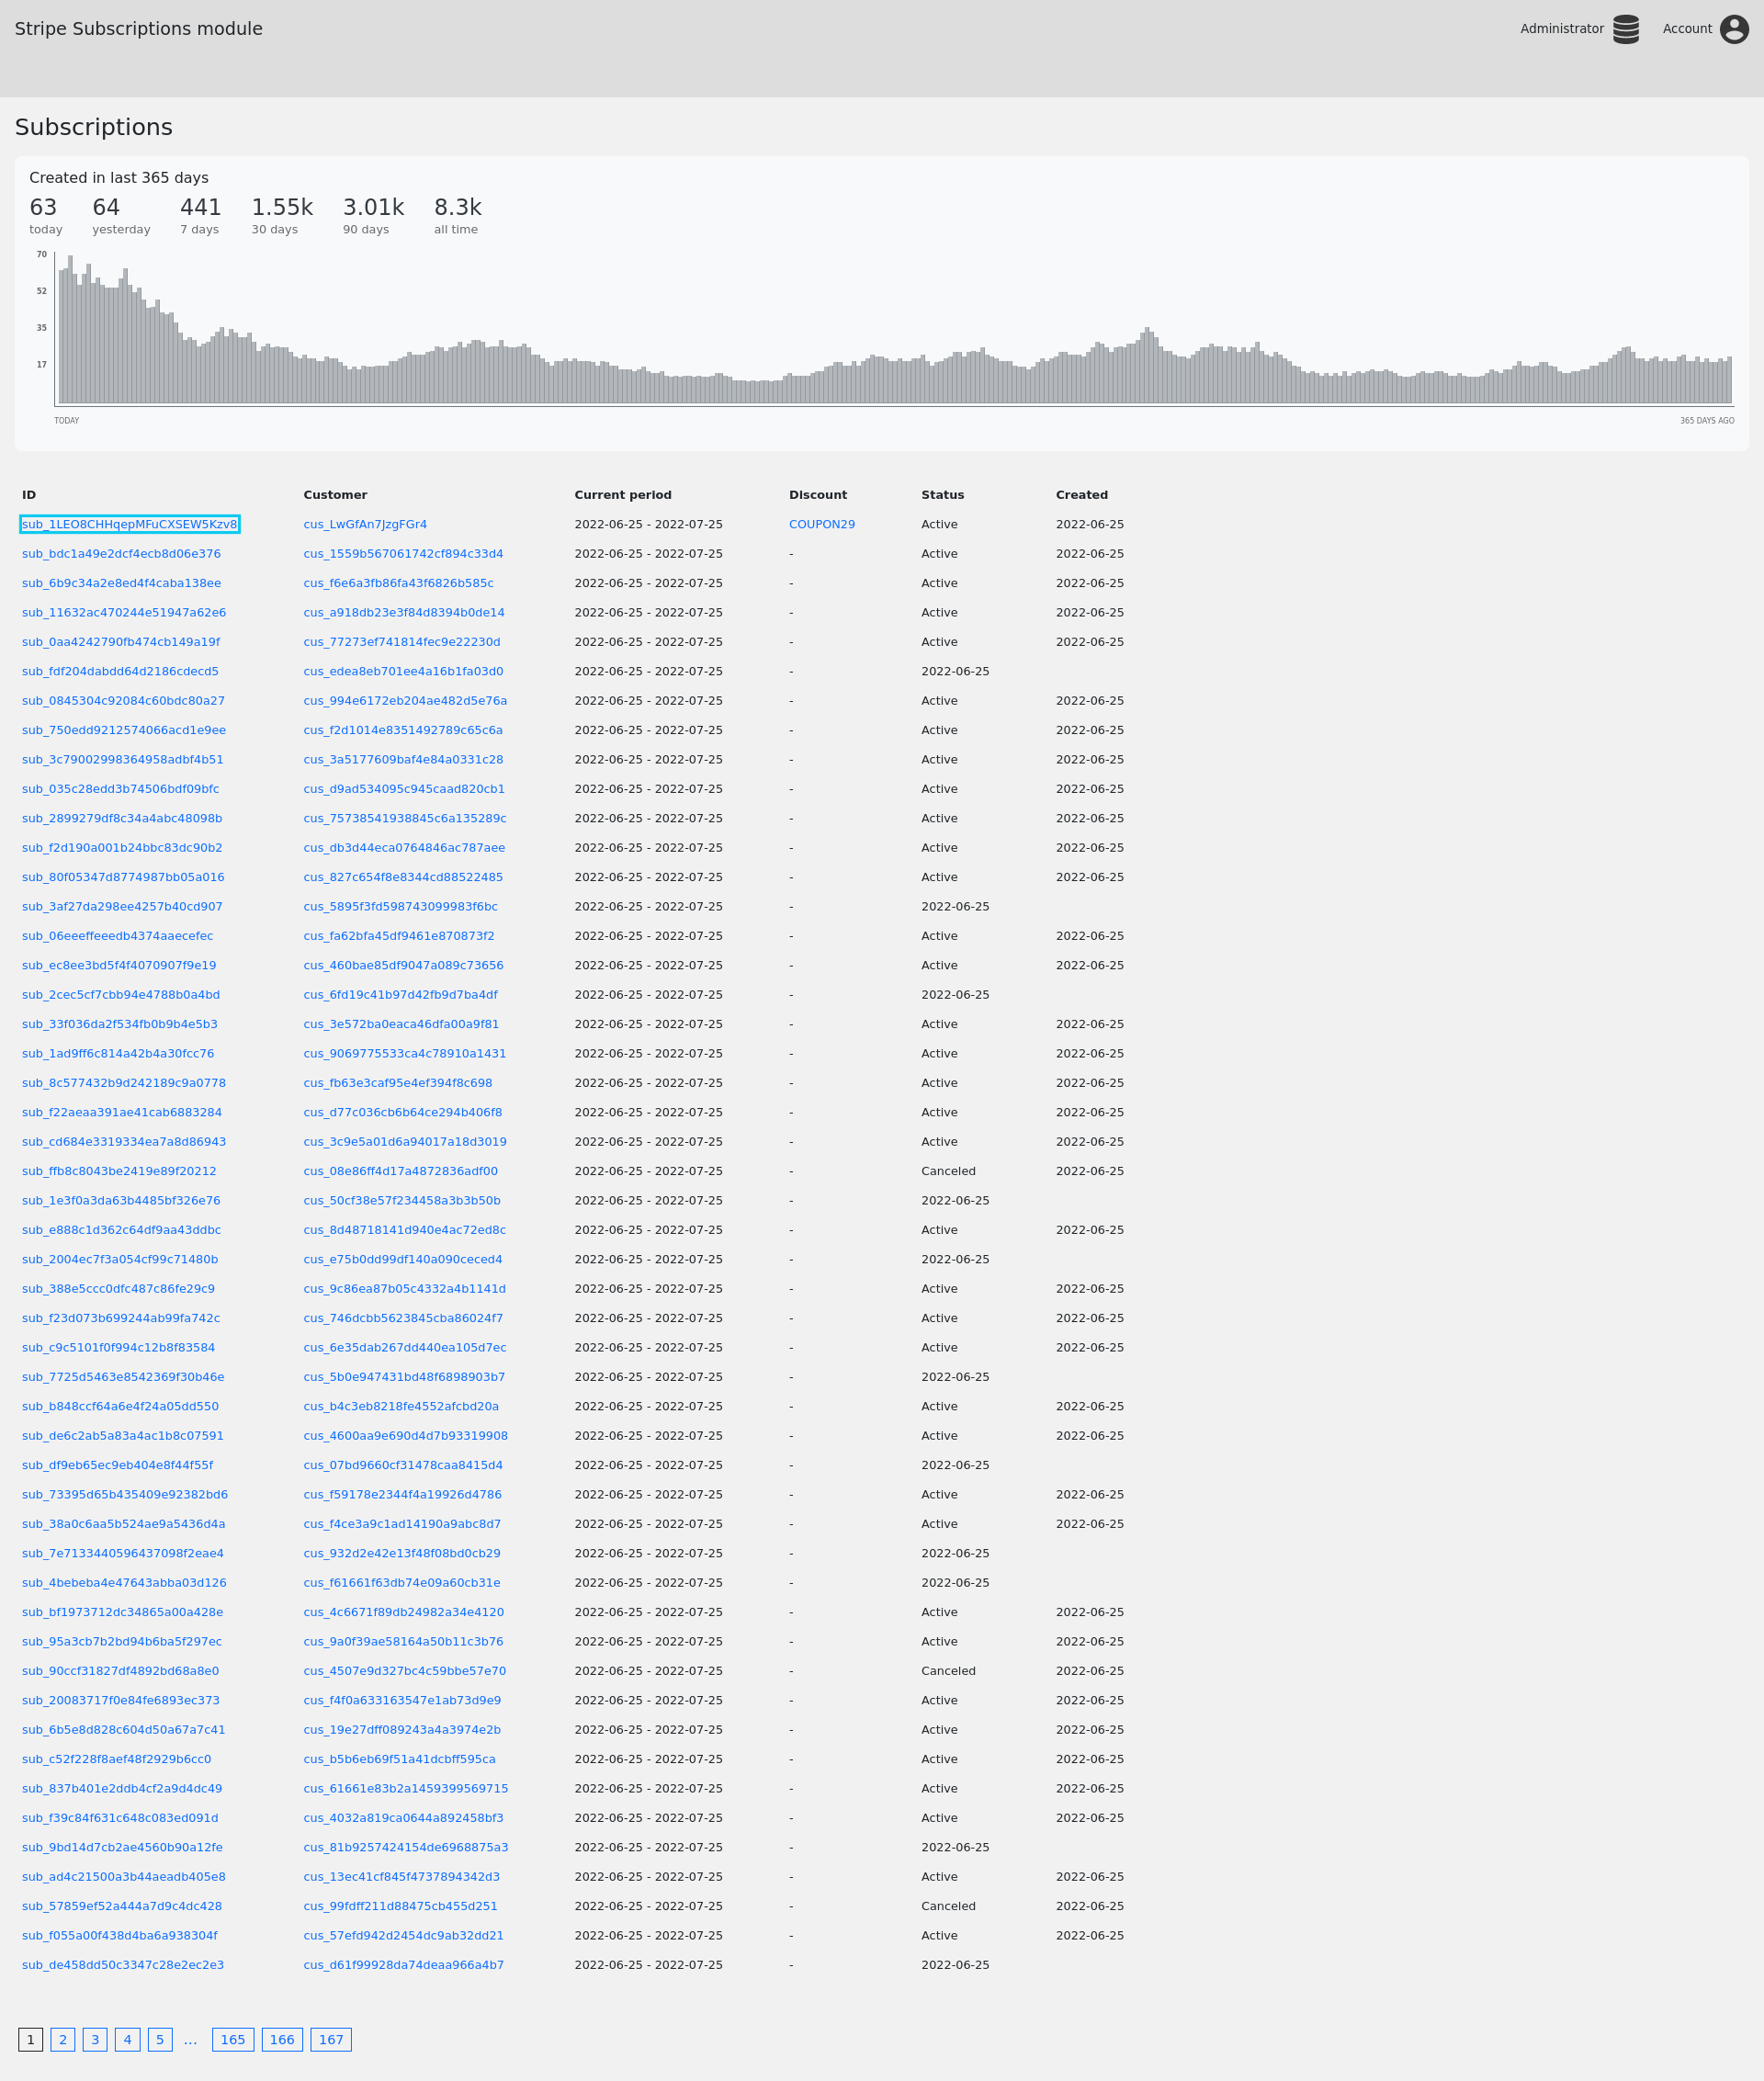 Stripe Subscriptions module
Administrator
Account
Subscriptions
Created in last 365 days
63 64 441 1.55k 3.01k 8.3k
today yesterday 7 days 30 days 90 days all time
70
52
35
17
TODAY 365 DAYS AGO
ID Customer Current period Discount Status Created
sub_1LEO8CHHqepMFuCXSEW5Kzv8 cus_LwGfAn7JzgFGr4 2022-06-25 - 2022-07-25 COUPON29 Active 2022-06-25
sub_bdc1a49e2dcf4ecb8d06e376 cus_1559b567061742cf894c33d4 2022-06-25 - 2022-07-25 - Active 2022-06-25
sub_6b9c34a2e8ed4f4caba138ee cus_f6e6a3fb86fa43f6826b585c 2022-06-25 - 2022-07-25 - Active 2022-06-25
sub_11632ac470244e51947a62e6 cus_a918db23e3f84d8394b0de14 2022-06-25 - 2022-07-25 - Active 2022-06-25
sub_0aa4242790fb474cb149a19f cus_77273ef741814fec9e22230d 2022-06-25 - 2022-07-25 - Active 2022-06-25
sub_fdf204dabdd64d2186cdecd5 cus_edea8eb701ee4a16b1fa03d0 2022-06-25 - 2022-07-25 - 2022-06-25
sub_0845304c92084c60bdc80a27 cus_994e6172eb204ae482d5e76a 2022-06-25 - 2022-07-25 - Active 2022-06-25
sub_750edd9212574066acd1e9ee cus_f2d1014e8351492789c65c6a 2022-06-25 - 2022-07-25 - Active 2022-06-25
sub_3c79002998364958adbf4b51 cus_3a5177609baf4e84a0331c28 2022-06-25 - 2022-07-25 - Active 2022-06-25
sub_035c28edd3b74506bdf09bfc cus_d9ad534095c945caad820cb1 2022-06-25 - 2022-07-25 - Active 2022-06-25
sub_2899279df8c34a4abc48098b cus_75738541938845c6a135289c 2022-06-25 - 2022-07-25 - Active 2022-06-25
sub_f2d190a001b24bbc83dc90b2 cus_db3d44eca0764846ac787aee 2022-06-25 - 2022-07-25 - Active 2022-06-25
sub_80f05347d8774987bb05a016 cus_827c654f8e8344cd88522485 2022-06-25 - 2022-07-25 - Active 2022-06-25
sub_3af27da298ee4257b40cd907 cus_5895f3fd598743099983f6bc 2022-06-25 - 2022-07-25 - 2022-06-25
sub_06eeeffeeedb4374aaecefec cus_fa62bfa45df9461e870873f2 2022-06-25 - 2022-07-25 - Active 2022-06-25
sub_ec8ee3bd5f4f4070907f9e19 cus_460bae85df9047a089c73656 2022-06-25 - 2022-07-25 - Active 2022-06-25
sub_2cec5cf7cbb94e4788b0a4bd cus_6fd19c41b97d42fb9d7ba4df 2022-06-25 - 2022-07-25 - 2022-06-25
sub_33f036da2f534fb0b9b4e5b3 cus_3e572ba0eaca46dfa00a9f81 2022-06-25 - 2022-07-25 - Active 2022-06-25
sub_1ad9ff6c814a42b4a30fcc76 cus_9069775533ca4c78910a1431 2022-06-25 - 2022-07-25 - Active 2022-06-25
sub_8c577432b9d242189c9a0778 cus_fb63e3caf95e4ef394f8c698 2022-06-25 - 2022-07-25 - Active 2022-06-25
sub_f22aeaa391ae41cab6883284 cus_d77c036cb6b64ce294b406f8 2022-06-25 - 2022-07-25 - Active 2022-06-25
sub_cd684e3319334ea7a8d86943 cus_3c9e5a01d6a94017a18d3019 2022-06-25 - 2022-07-25 - Active 2022-06-25
sub_ffb8c8043be2419e89f20212 cus_08e86ff4d17a4872836adf00 2022-06-25 - 2022-07-25 - Canceled 2022-06-25
sub_1e3f0a3da63b4485bf326e76 cus_50cf38e57f234458a3b3b50b 2022-06-25 - 2022-07-25 - 2022-06-25
sub_e888c1d362c64df9aa43ddbc cus_8d48718141d940e4ac72ed8c 2022-06-25 - 2022-07-25 - Active 2022-06-25
sub_2004ec7f3a054cf99c71480b cus_e75b0dd99df140a090ceced4 2022-06-25 - 2022-07-25 - 2022-06-25
sub_388e5ccc0dfc487c86fe29c9 cus_9c86ea87b05c4332a4b1141d 2022-06-25 - 2022-07-25 - Active 2022-06-25
sub_f23d073b699244ab99fa742c cus_746dcbb5623845cba86024f7 2022-06-25 - 2022-07-25 - Active 2022-06-25
sub_c9c5101f0f994c12b8f83584 cus_6e35dab267dd440ea105d7ec 2022-06-25 - 2022-07-25 - Active 2022-06-25
sub_7725d5463e8542369f30b46e cus_5b0e947431bd48f6898903b7 2022-06-25 - 2022-07-25 - 2022-06-25
sub_b848ccf64a6e4f24a05dd550 cus_b4c3eb8218fe4552afcbd20a 2022-06-25 - 2022-07-25 - Active 2022-06-25
sub_de6c2ab5a83a4ac1b8c07591 cus_4600aa9e690d4d7b93319908 2022-06-25 - 2022-07-25 - Active 2022-06-25
sub_df9eb65ec9eb404e8f44f55f cus_07bd9660cf31478caa8415d4 2022-06-25 - 2022-07-25 - 2022-06-25
sub_73395d65b435409e92382bd6 cus_f59178e2344f4a19926d4786 2022-06-25 - 2022-07-25 - Active 2022-06-25
sub_38a0c6aa5b524ae9a5436d4a cus_f4ce3a9c1ad14190a9abc8d7 2022-06-25 - 2022-07-25 - Active 2022-06-25
sub_7e7133440596437098f2eae4 cus_932d2e42e13f48f08bd0cb29 2022-06-25 - 2022-07-25 - 2022-06-25
sub_4bebeba4e47643abba03d126 cus_f61661f63db74e09a60cb31e 2022-06-25 - 2022-07-25 - 2022-06-25
sub_bf1973712dc34865a00a428e cus_4c6671f89db24982a34e4120 2022-06-25 - 2022-07-25 - Active 2022-06-25
sub_95a3cb7b2bd94b6ba5f297ec cus_9a0f39ae58164a50b11c3b76 2022-06-25 - 2022-07-25 - Active 2022-06-25
sub_90ccf31827df4892bd68a8e0 cus_4507e9d327bc4c59bbe57e70 2022-06-25 - 2022-07-25 - Canceled 2022-06-25
sub_20083717f0e84fe6893ec373 cus_f4f0a633163547e1ab73d9e9 2022-06-25 - 2022-07-25 - Active 2022-06-25
sub_6b5e8d828c604d50a67a7c41 cus_19e27dff089243a4a3974e2b 2022-06-25 - 2022-07-25 - Active 2022-06-25
sub_c52f228f8aef48f2929b6cc0 cus_b5b6eb69f51a41dcbff595ca 2022-06-25 - 2022-07-25 - Active 2022-06-25
sub_837b401e2ddb4cf2a9d4dc49 cus_61661e83b2a1459399569715 2022-06-25 - 2022-07-25 - Active 2022-06-25
sub_f39c84f631c648c083ed091d cus_4032a819ca0644a892458bf3 2022-06-25 - 2022-07-25 - Active 2022-06-25
sub_9bd14d7cb2ae4560b90a12fe cus_81b9257424154de6968875a3 2022-06-25 - 2022-07-25 - 2022-06-25
sub_ad4c21500a3b44aeadb405e8 cus_13ec41cf845f4737894342d3 2022-06-25 - 2022-07-25 - Active 2022-06-25
sub_57859ef52a444a7d9c4dc428 cus_99fdff211d88475cb455d251 2022-06-25 - 2022-07-25 - Canceled 2022-06-25
sub_f055a00f438d4ba6a938304f cus_57efd942d2454dc9ab32dd21 2022-06-25 - 2022-07-25 - Active 2022-06-25
sub_de458dd50c3347c28e2ec2e3 cus_d61f99928da74deaa966a4b7 2022-06-25 - 2022-07-25 - 2022-06-25
1 2 3 4 5 ... 165 166 167